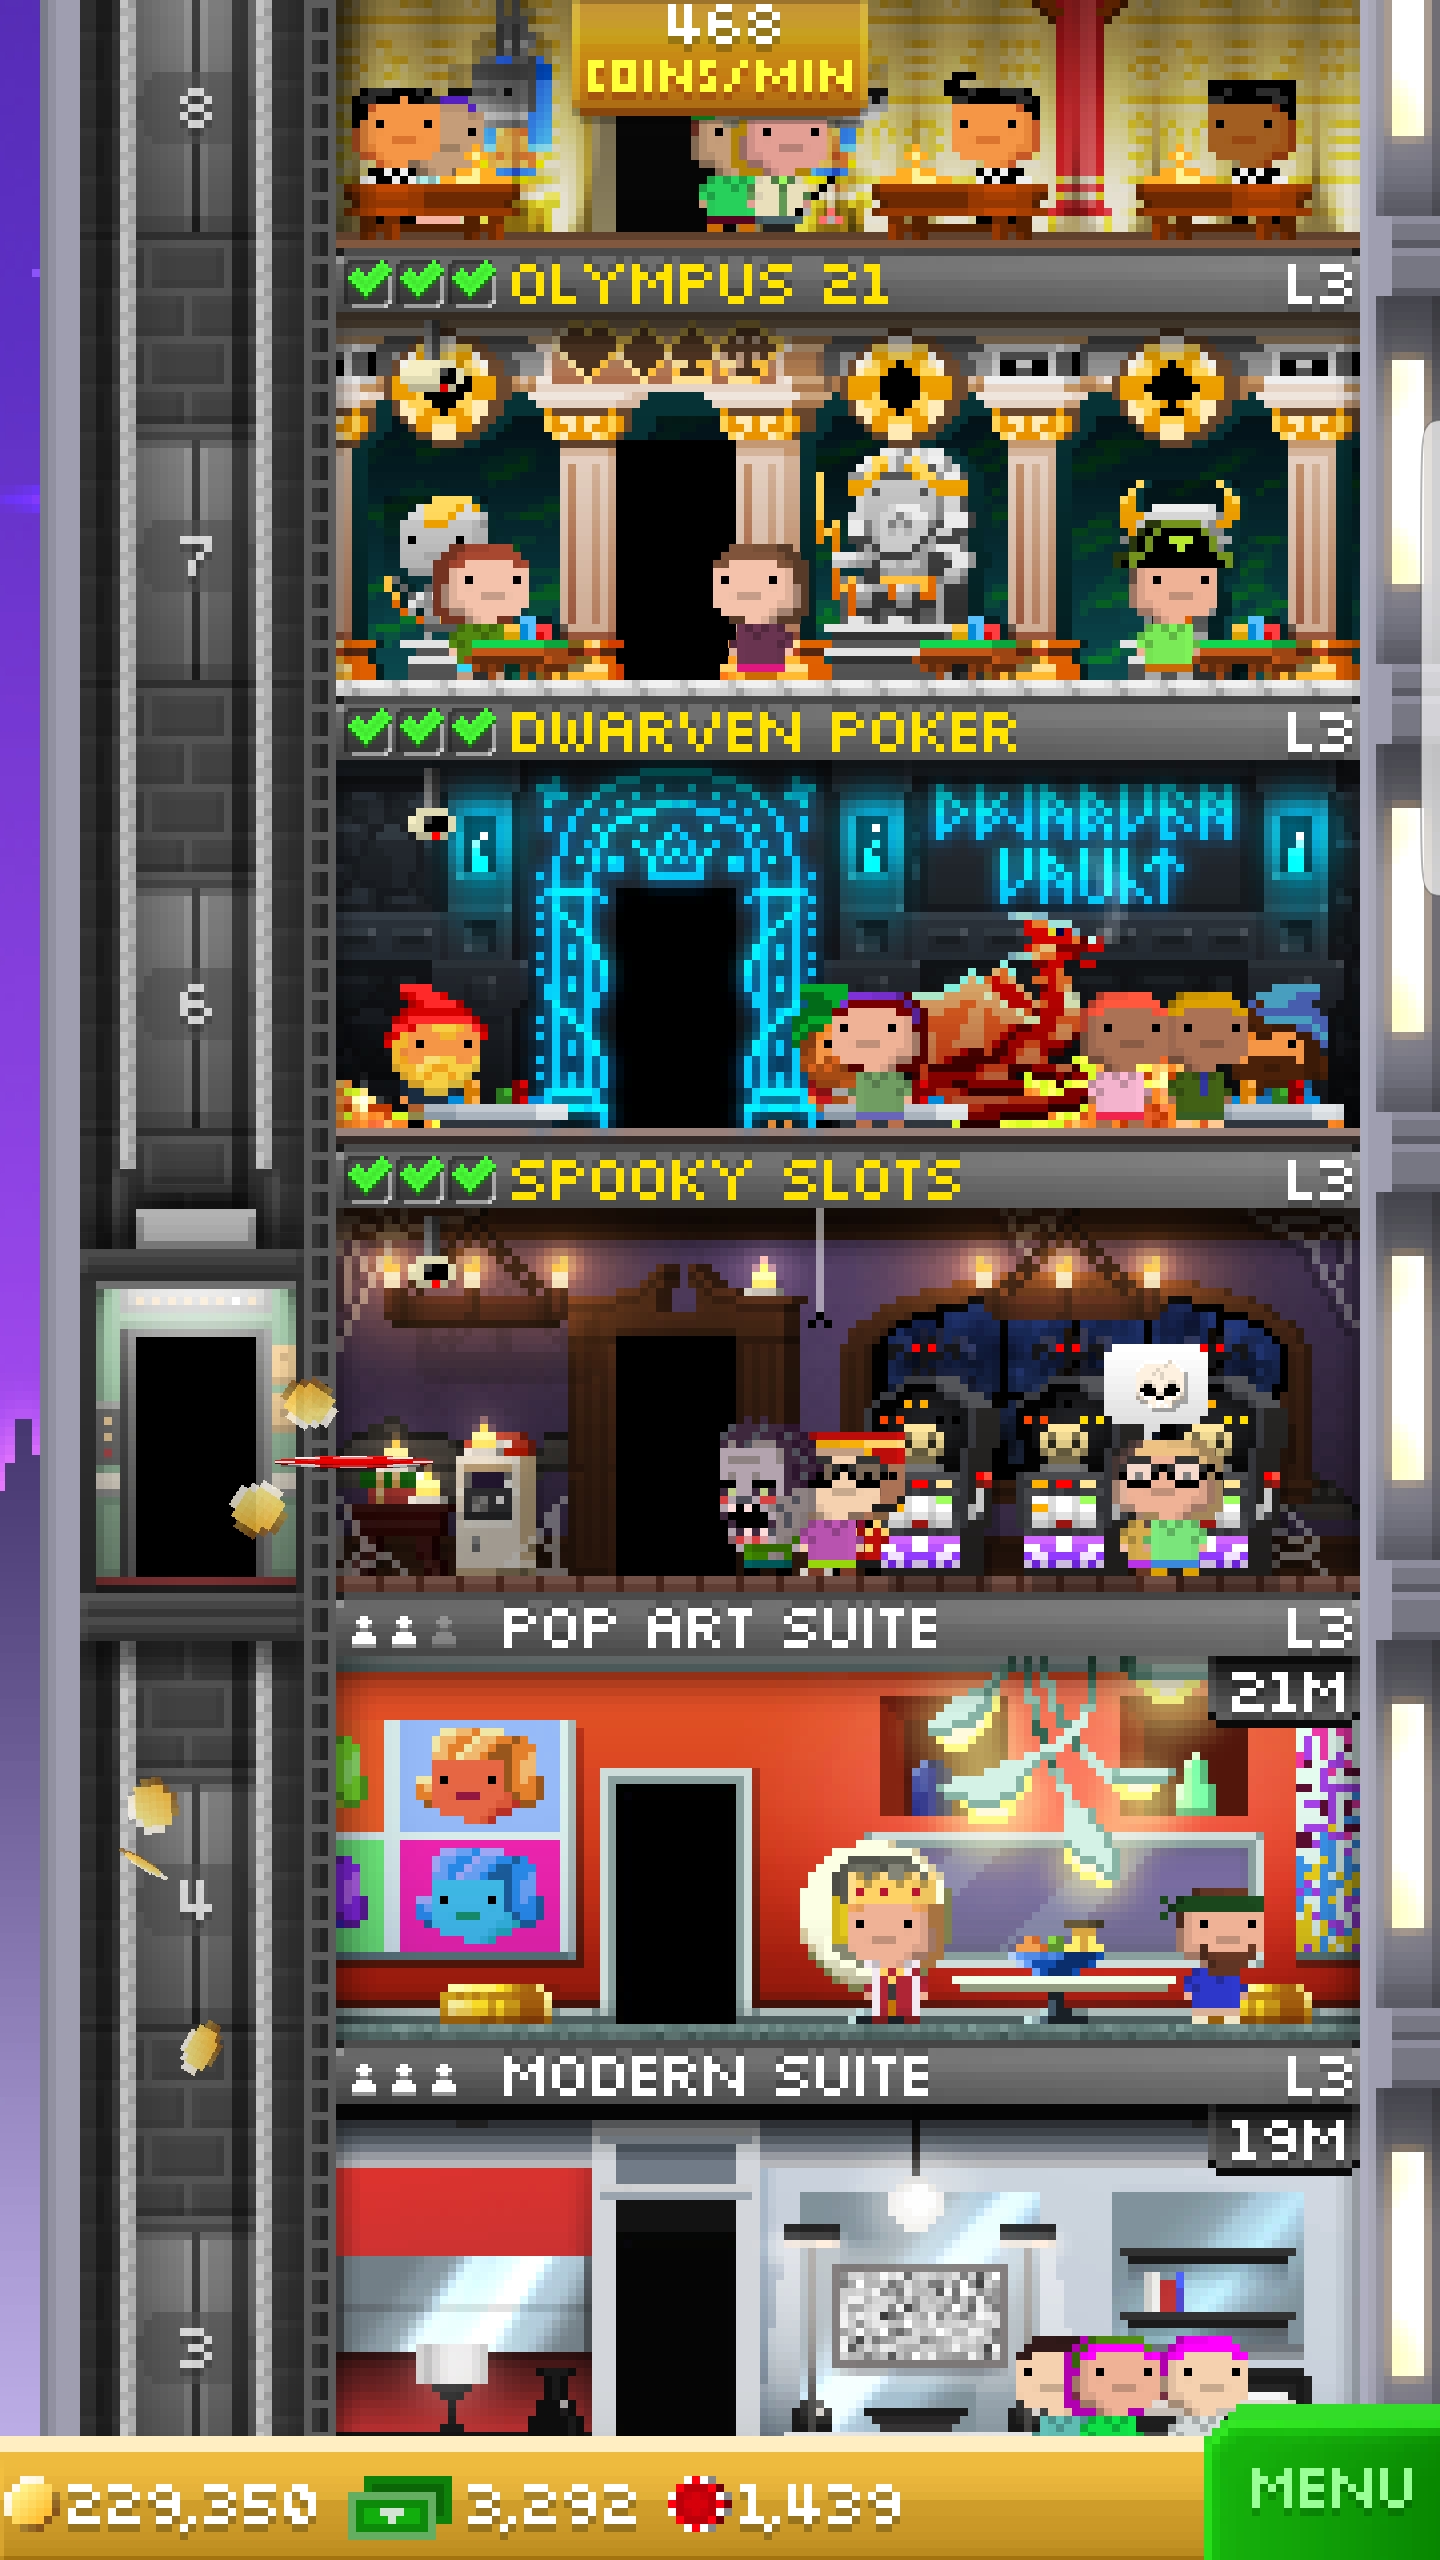 468
COINS/MIN
8
OLYMPUS 21 L3
7
DWARVEN POKER L3
DWARVEN
VAULT
6
SPOOKY SLOTS L3
POP ART SUITE L3
21M
4
MODERN SUITE L3
19M
3
229,350 3,292 1,439 MENU